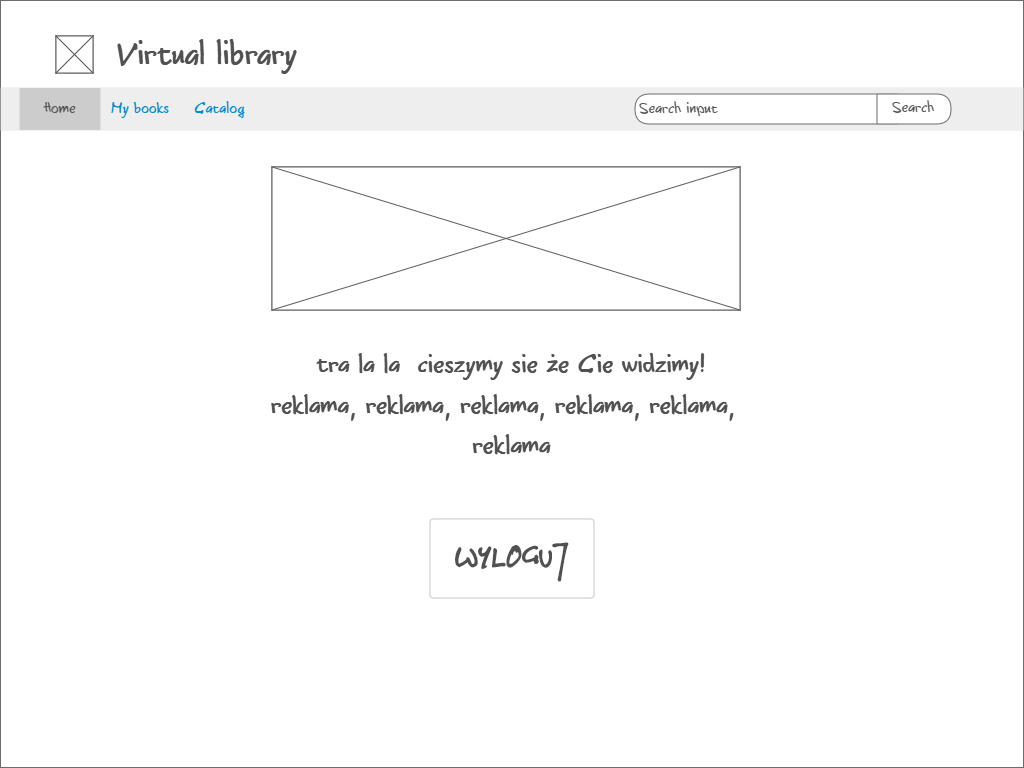 Virtual library
Home My books Catalog Search input Search
tra la la cieszymy sie że Cie widzimy!
reklama, reklama, reklama, reklama, reklama,
reklama
WYLOGUJ